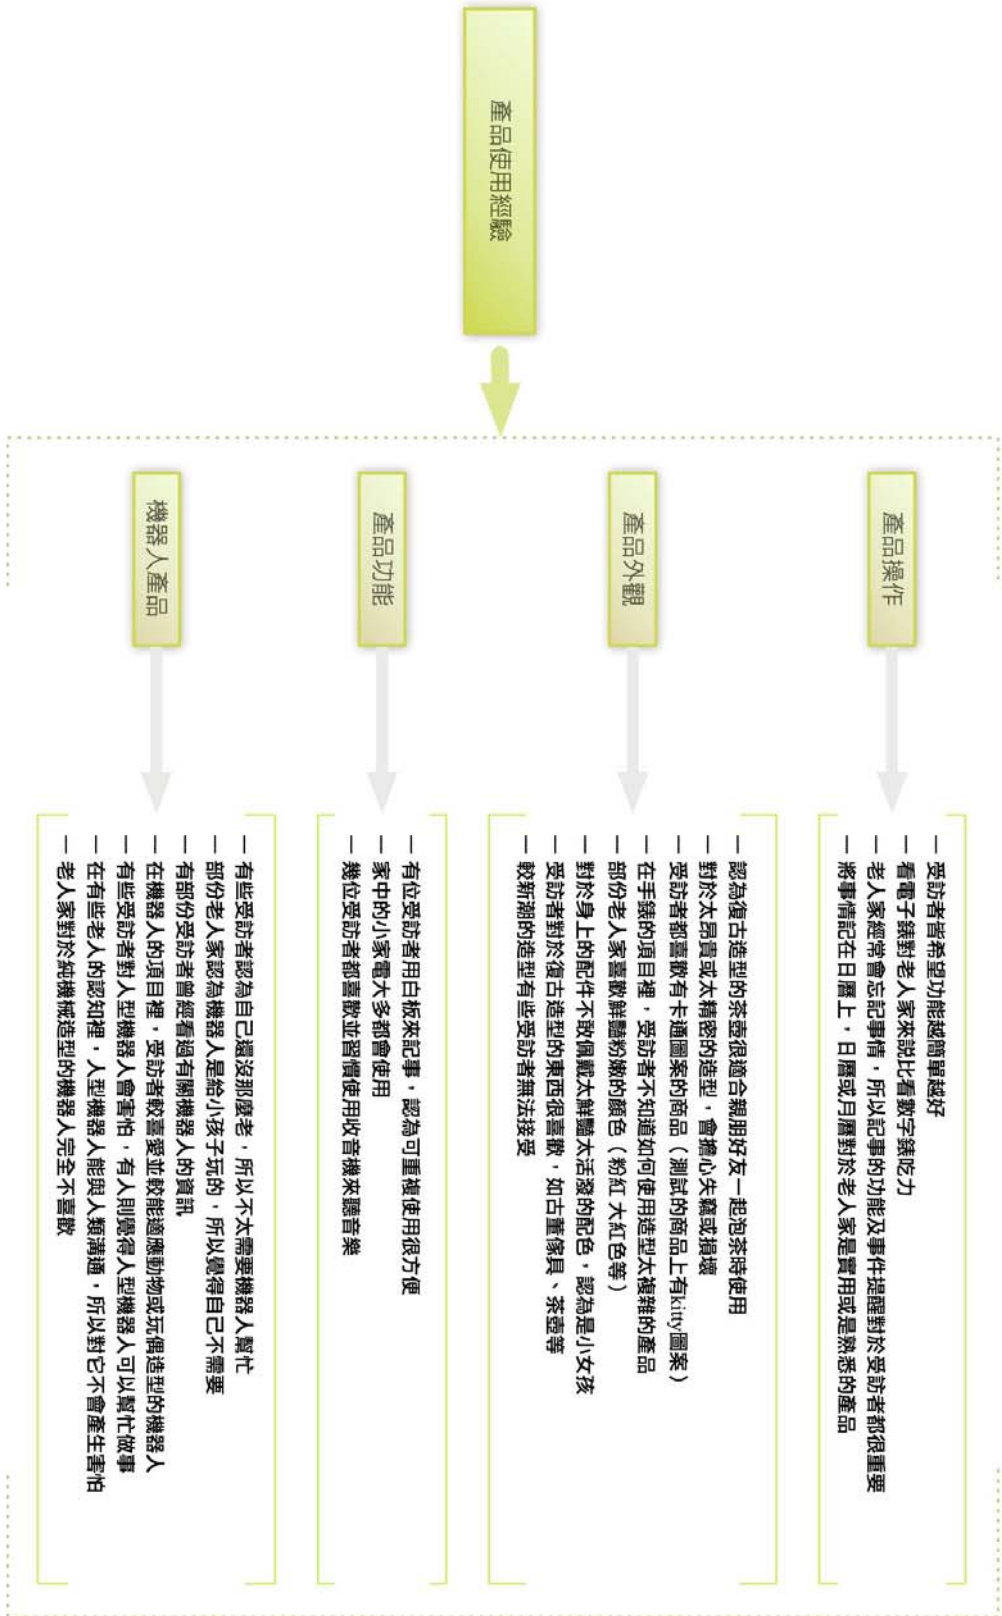 產品使用經驗
產品操作
一 受訪者皆希望功能越簡單越好
一 看電子錶對老人家來說比看數字錶吃力
一 老人家經常會忘記事情，所以記事的功能及事件提醒對於受訪者都很重要
一 將事情記在日曆上，日曆或月曆對於老人家是實用或是熟悉的產品
產品外觀
一 認為復古造型的茶壺很適合親朋好友一起泡茶時使用
一 對於太昂貴或太精密的造型，會擔心失竊或損壞
一 受訪者都喜歡有卡通圖案的商品（測試的商品上有kitty圖案）
一 在手錶的項目裡，受訪者不知道如何使用造型太複雜的產品
一 部份老人家喜歡鮮豔粉嫩的顏色（粉紅 大紅色等）
一 對於身上的配件不敢佩戴太鮮豔太活潑的配色，認為是小女孩
一 受訪者對於復古造型的東西很喜歡，如古董傢具、茶壺等
一 較新潮的造型有些受訪者無法接受
產品功能
一 有位受訪者用白板來記事，認為可重複使用很方便
一 家中的小家電大多都會使用
一 幾位受訪者都喜歡並習慣使用收音機來聽音樂
機器人產品
一 有些受訪者認為自己還沒那麼老，所以不太需要機器人幫忙
一 部份老人家認為機器人是給小孩子玩的，所以覺得自己不需要
一 有部份受訪者曾經看過有關機器人的資訊
一 在機器人的項目裡，受訪者較喜愛並較能適應動物或玩偶造型的機器人
一 有些受訪者對人型機器人會害怕，有人則覺得人型機器人可以幫忙做事
一 在有些老人的認知裡，人型機器人能與人類溝通，所以對它不會產生害怕
一 老人家對於純機械造型的機器人完全不喜歡